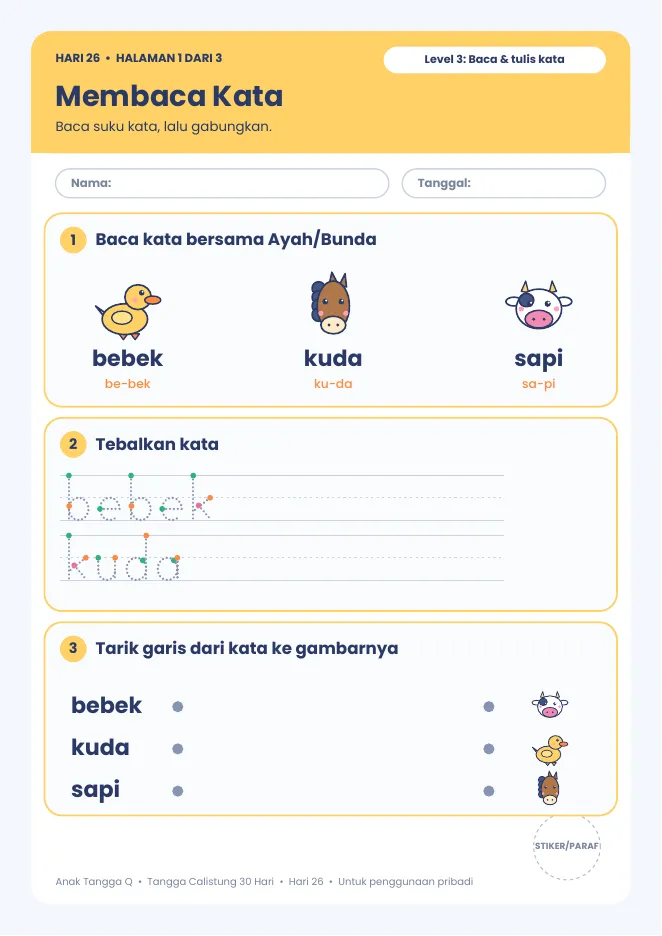 HARI 26 • HALAMAN 1 DARI 3
Level 3: Baca & tulis kata
Membaca Kata
Baca suku kata, lalu gabungkan.
Nama:
Tanggal:
1 Baca kata bersama Ayah/Bunda
bebek kuda sapi
be-bek ku-da sa-pi
2 Tebalkan kata
bebek
kuda
3 Tarik garis dari kata ke gambarnya
bebek
kuda
sapi
STIKER/PARAF
Anak Tangga Q • Tangga Calistung 30 Hari • Hari 26 • Untuk penggunaan pribadi